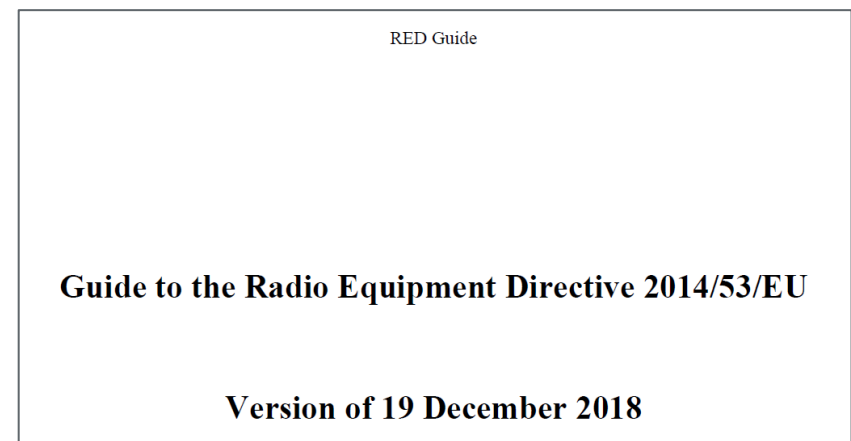 RED Guide
Guide to the Radio Equipment Directive 2014/53/EU
Version of 19 December 2018